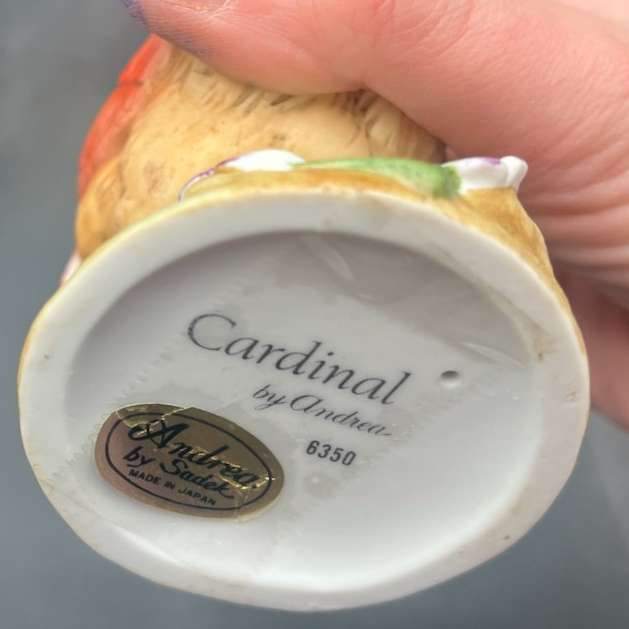 Cardinal
by Andrea
6350
Andrea
by Sadek
MADE IN JAPAN